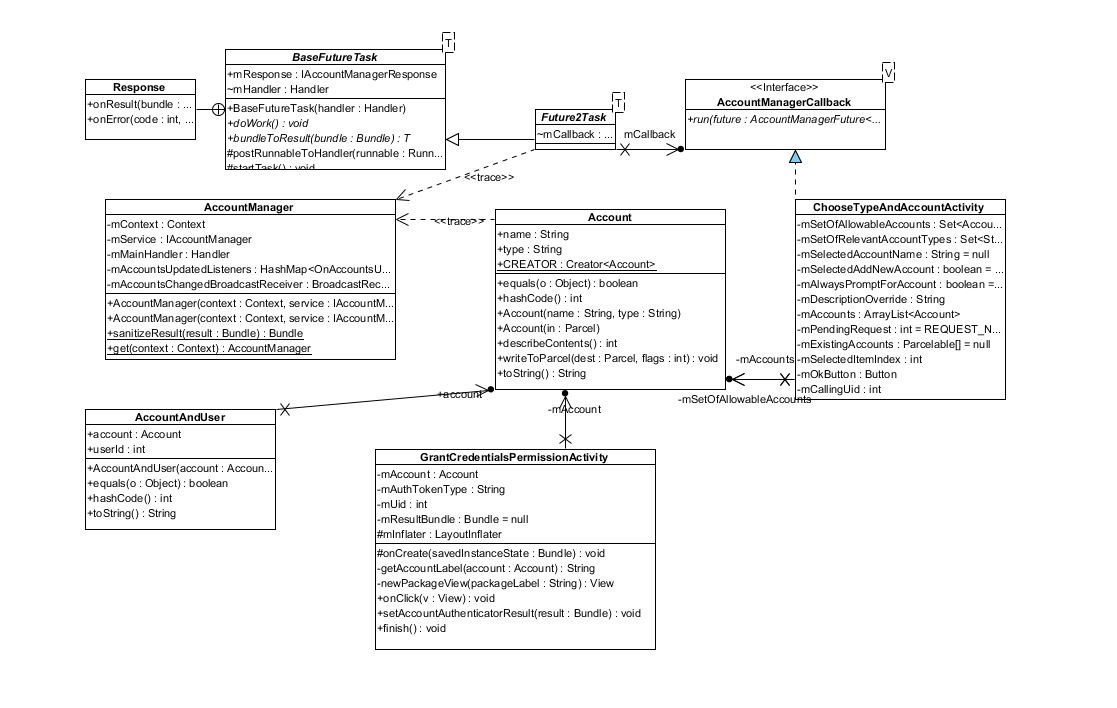 T
BaseFutureTask
+mResponse : IAccountManagerResponse
~mHandler : Handler
+BaseFutureTask(handler : Handler)
+doWork() : void
+bundleToResult(bundle : Bundle) : T
#postRunnableToHandler(runnable : Runn...
#startTask() : void
Response
+onResult(bundle : ...
+onError(code : int, ...
T
Future2Task
~mCallback : ...
mCallback
V
<<Interface>>
AccountManagerCallback
+run(future : AccountManagerFuture<...
<<trace>>
<<trace>>
AccountManager
-mContext : Context
-mService : IAccountManager
-mMainHandler : Handler
-mAccountsUpdatedListeners : HashMap<OnAccountsU...
-mAccountsChangedBroadcastReceiver : BroadcastRec...
+AccountManager(context : Context, service : IAccountM...
+AccountManager(context : Context, service : IAccountM...
+sanitizeResult(result : Bundle) : Bundle
+get(context : Context) : AccountManager
Account
+name : String
+type : String
+CREATOR : Creator<Account>
+equals(o : Object) : boolean
+hashCode() : int
+Account(name : String, type : String)
+Account(in : Parcel)
+describeContents() : int
+writeToParcel(dest : Parcel, flags : int) : void
+toString() : String
ChooseTypeAndAccountActivity
-mSetOfAllowableAccounts : Set<Accou...
-mSetOfRelevantAccountTypes : Set<St...
-mSelectedAccountName : String = null
-mSelectedAddNewAccount : boolean = ...
-mAlwaysPromptForAccount : boolean =...
-mDescriptionOverride : String
-mAccounts : ArrayList<Account>
-mPendingRequest : int = REQUEST_N...
-mExistingAccounts : Parcelable[] = null
-mSelectedItemIndex : int
-mOkButton : Button
-mCallingUid : int
-mAccounts
-mSetOfAllowableAccounts
+account
-mAccount
AccountAndUser
+account : Account
+userId : int
+AccountAndUser(account : Accoun...
+equals(o : Object) : boolean
+hashCode() : int
+toString() : String
GrantCredentialsPermissionActivity
-mAccount : Account
-mAuthTokenType : String
-mUid : int
-mResultBundle : Bundle = null
#mInflater : LayoutInflater
#onCreate(savedInstanceState : Bundle) : void
-getAccountLabel(account : Account) : String
-newPackageView(packageLabel : String) : View
+onClick(v : View) : void
+setAccountAuthenticatorResult(result : Bundle) : void
+finish() : void